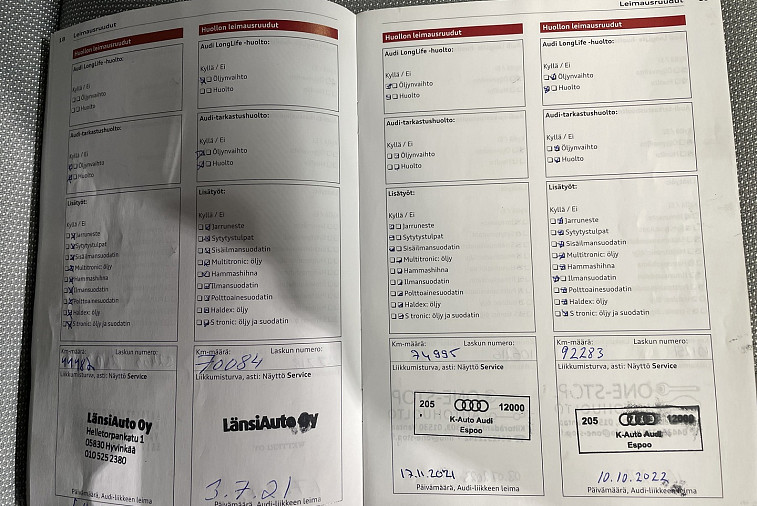 18 Leimausruudut
Huollon leimausruudut
Audi LongLife -huolto:
Kyllä / Ei
Öljynvaihto
Huolto
Audi-tarkastushuolto:
Kyllä / Ei
Öljynvaihto
Huolto
Lisätyöt:
Kyllä / Ei
Jarruneste
Sytytystulpat
Sisäilmansuodatin
Multitronic: öljy
Hammashihna
Ilmansuodatin
Polttoainesuodatin
Haldex: öljy
S tronic: öljy ja suodatin
Km-määrä: Laskun numero:
Liikkumisturva, asti: Näyttö Service
LänsiAuto Oy
Helletorpankatu 1
05830 Hyvinkää
010 525 2380
Päivämäärä, Audi-liikkeen leima
Huollon leimausruudut
Audi LongLife -huolto:
Kyllä / Ei
Öljynvaihto
Huolto
Audi-tarkastushuolto:
Kyllä / Ei
Öljynvaihto
Huolto
Lisätyöt:
Kyllä / Ei
Jarruneste
Sytytystulpat
Sisäilmansuodatin
Multitronic: öljy
Hammashihna
Ilmansuodatin
Polttoainesuodatin
Haldex: öljy
S tronic: öljy ja suodatin
Km-määrä: Laskun numero:
70084
Liikkumisturva, asti: Näyttö Service
LänsiAuto Oy
3.7.21
Päivämäärä, Audi-liikkeen leima
Leimausruudut
Huollon leimausruudut
Audi LongLife -huolto:
Kyllä / Ei
Öljynvaihto
Huolto
Audi-tarkastushuolto:
Kyllä / Ei
Öljynvaihto
Huolto
Lisätyöt:
Kyllä / Ei
Jarruneste
Sytytystulpat
Sisäilmansuodatin
Multitronic: öljy
Hammashihna
Ilmansuodatin
Polttoainesuodatin
Haldex: öljy
S tronic: öljy ja suodatin
Km-määrä: Laskun numero:
74995
Liikkumisturva, asti: Näyttö Service
205 12000
K-Auto Audi
Espoo
17.11.2021
Päivämäärä, Audi-liikkeen leima
Huollon leimausruudut
Audi LongLife -huolto:
Kyllä / Ei
Öljynvaihto
Huolto
Audi-tarkastushuolto:
Kyllä / Ei
Öljynvaihto
Huolto
Lisätyöt:
Kyllä / Ei
Jarruneste
Sytytystulpat
Sisäilmansuodatin
Multitronic: öljy
Hammashihna
Ilmansuodatin
Polttoainesuodatin
Haldex: öljy
S tronic: öljy ja suodatin
Km-määrä: Laskun numero:
92283
Liikkumisturva, asti: Näyttö Service
205 12000
K-Auto Audi
Espoo
10.10.2022
Päivämäärä, Audi-liikkeen leima